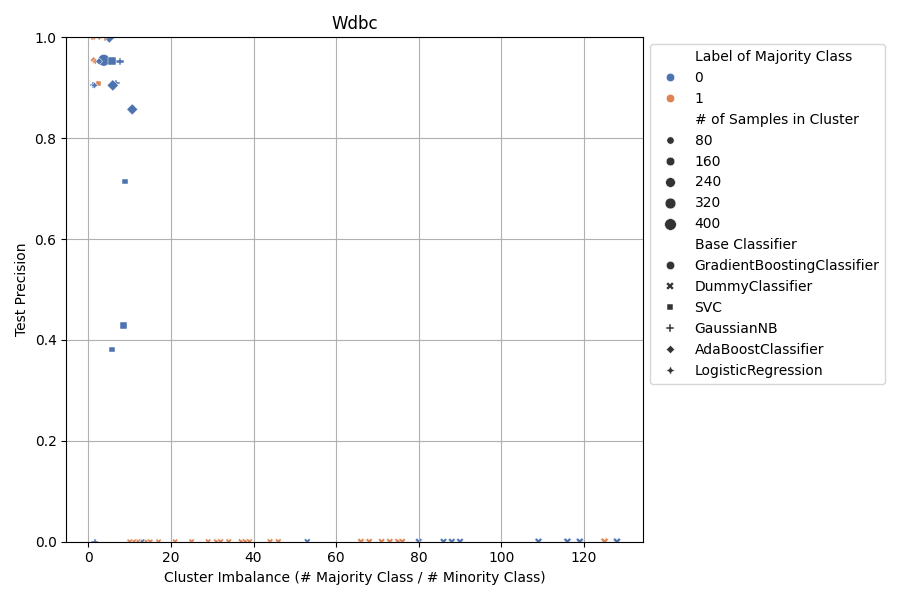 Wdbc
1.0
0.8
0.6
0.4
0.2
0.0
Test Precision
0
20
40
60
80
100
120
Cluster Imbalance (# Majority Class / # Minority Class)
Label of Majority Class
0
1
# of Samples in Cluster
80
160
240
320
400
Base Classifier
GradientBoostingClassifier
DummyClassifier
SVC
GaussianNB
AdaBoostClassifier
LogisticRegression